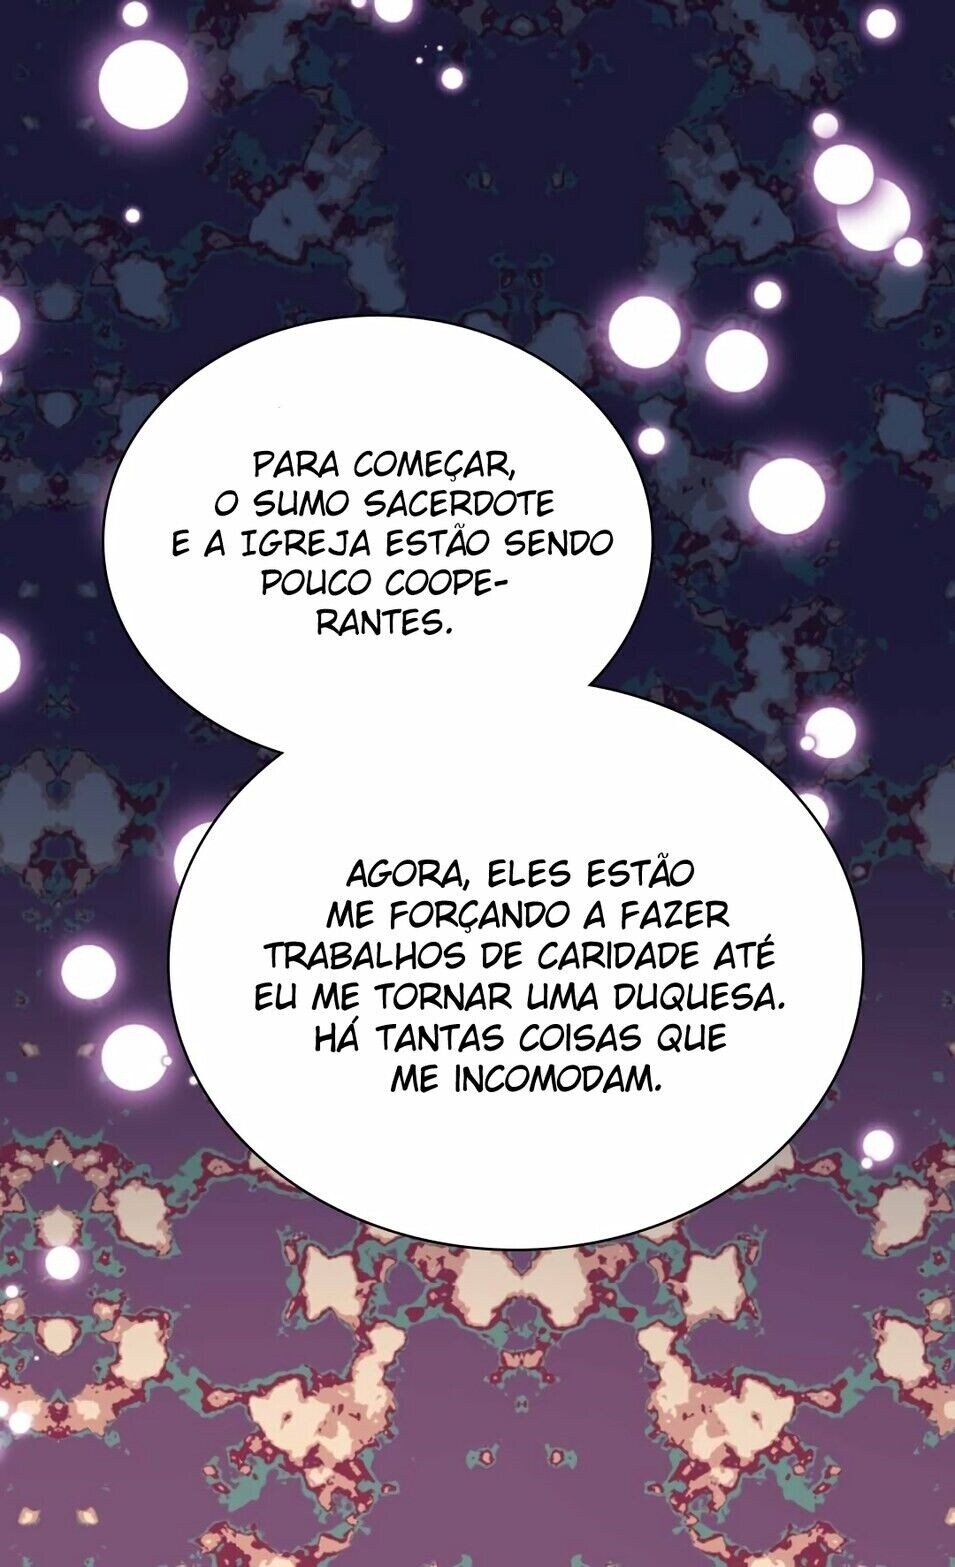 PARA COMEÇAR,
O SUMO SACERDOTE
E A IGREJA ESTÃO SENDO
POUCO COOPE-
RANTES.
AGORA, ELES ESTÃO
ME FORÇANDO A FAZER
TRABALHOS DE CARIDADE ATÉ
EU ME TORNAR UMA DUQUESA.
HÁ TANTAS COISAS QUE
ME INCOMODAM.